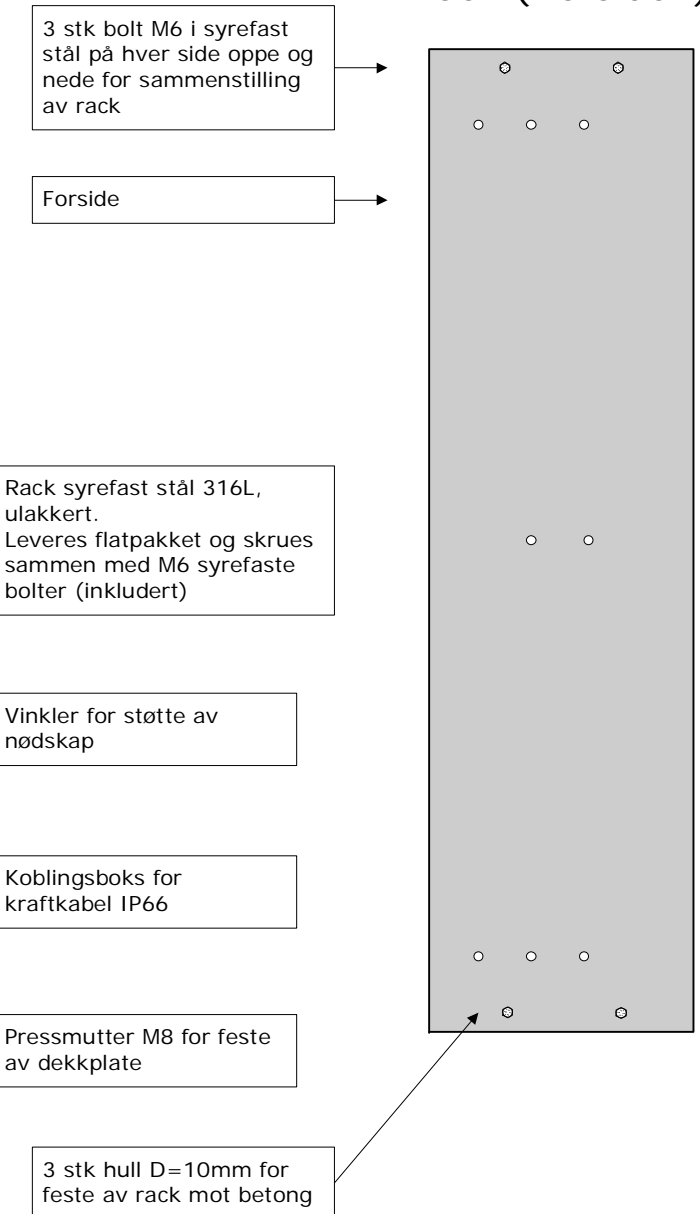 3 stk bolt M6 i syrefast
stål på hver side oppe og
nede for sammenstilling
av rack
Forside
Rack syrefast stål 316L,
ulakkert.
Leveres flatpakket og skrues
sammen med M6 syrefaste
bolter (inkludert)
Vinkler for støtte av
nødskap
Koblingsboks for
kraftkabel IP66
Pressmutter M8 for feste
av dekkplate
3 stk hull D=10mm for
feste av rack mot betong